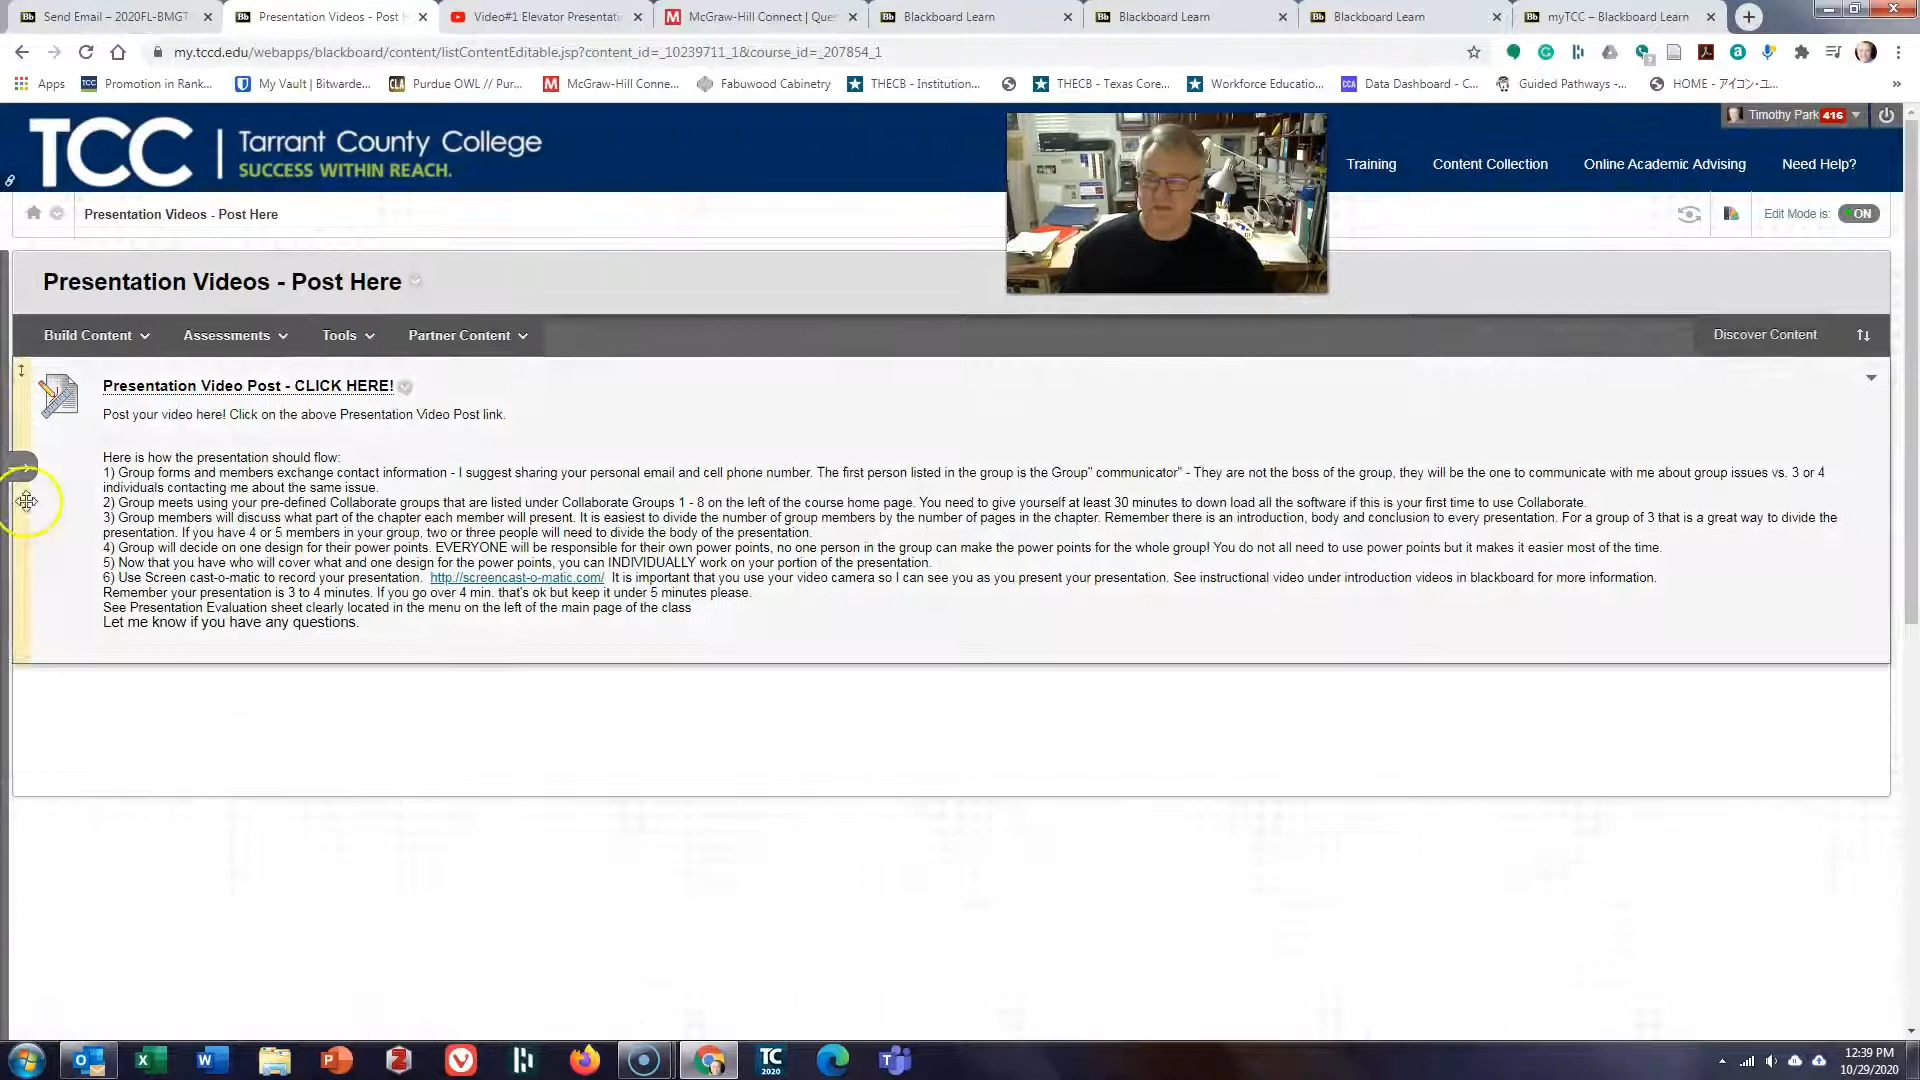 Send Email – 2020FL-BMGT
Presentation Videos - Post H
Video#1 Elevator Presentati
McGraw-Hill Connect | Que
Blackboard Learn
Blackboard Learn
Blackboard Learn
myTCC – Blackboard Learn
my.tccd.edu/webapps/blackboard/content/listContentEditable.jsp?content_id=_10239711_1&course_id=_207854_1
Apps
Promotion in Rank...
My Vault | Bitwarde...
Purdue OWL // Pur...
McGraw-Hill Conne...
Fabuwood Cabinetry
THECB - Institution...
THECB - Texas Core...
Workforce Educatio...
Data Dashboard - C...
Guided Pathways -...
HOME - アイコン・ユ...
TCC
Tarrant County College
SUCCESS WITHIN REACH.
Timothy Park 416
Training
Content Collection
Online Academic Advising
Need Help?
Presentation Videos - Post Here
Edit Mode is: ON
Presentation Videos - Post Here
Build Content
Assessments
Tools
Partner Content
Discover Content
Presentation Video Post - CLICK HERE!
Post your video here! Click on the above Presentation Video Post link.
Here is how the presentation should flow:
1) Group forms and members exchange contact information - I suggest sharing your personal email and cell phone number. The first person listed in the group is the Group" communicator" - They are not the boss of the group, they will be the one to communicate with me about group issues vs. 3 or 4
individuals contacting me about the same issue.
2) Group meets using your pre-defined Collaborate groups that are listed under Collaborate Groups 1 - 8 on the left of the course home page. You need to give yourself at least 30 minutes to down load all the software if this is your first time to use Collaborate.
3) Group members will discuss what part of the chapter each member will present. It is easiest to divide the number of group members by the number of pages in the chapter. Remember there is an introduction, body and conclusion to every presentation. For a group of 3 that is a great way to divide the
presentation. If you have 4 or 5 members in your group, two or three people will need to divide the body of the presentation.
4) Group will decide on one design for their power points. EVERYONE will be responsible for their own power points, no one person in the group can make the power points for the whole group! You do not all need to use power points but it makes it easier most of the time.
5) Now that you have who will cover what and one design for the power points, you can INDIVIDUALLY work on your portion of the presentation.
6) Use Screen cast-o-matic to record your presentation. http://screencast-o-matic.com/ It is important that you use your video camera so I can see you as you present your presentation. See instructional video under introduction videos in blackboard for more information.
Remember your presentation is 3 to 4 minutes. If you go over 4 min. that's ok but keep it under 5 minutes please.
See Presentation Evaluation sheet clearly located in the menu on the left of the main page of the class
Let me know if you have any questions.
TC
2020
12:39 PM
10/29/2020